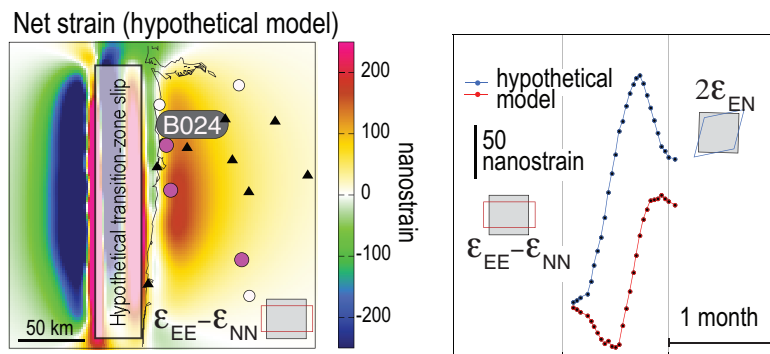 Net strain (hypothetical model)
Hypothetical transition-zone slip
B024
50 km
εEE–εNN
200
100
0
-100
-200
nanostrain
hypothetical
model
50
nanostrain
2εEN
εEE–εNN
1 month